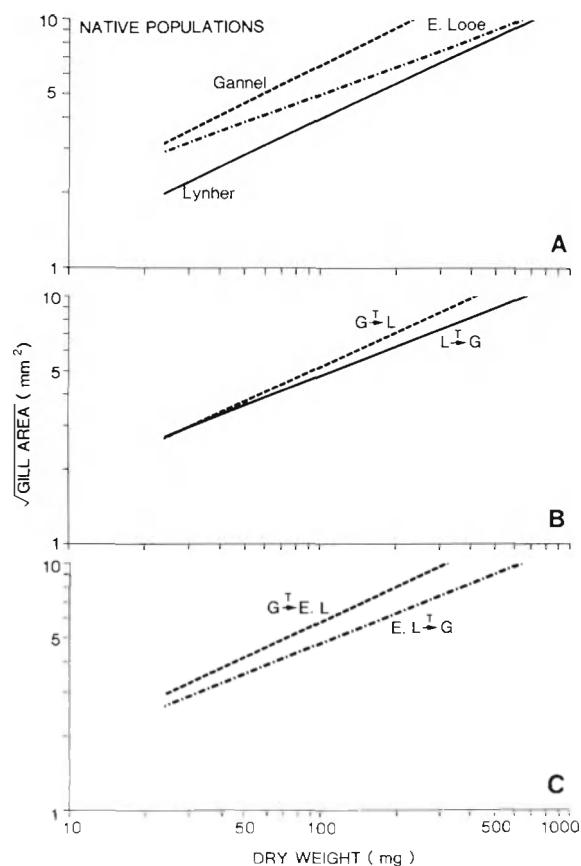 NATIVE POPULATIONS
10
5
1
Gannel
E. Looe
Lynher
A
10
5
1
G T→ L
L T→ G
B
√GILL AREA ( mm² )
10
5
1
G T→ E. L
E. L T→ G
C
10 50 100 500 1000
DRY WEIGHT ( mg )